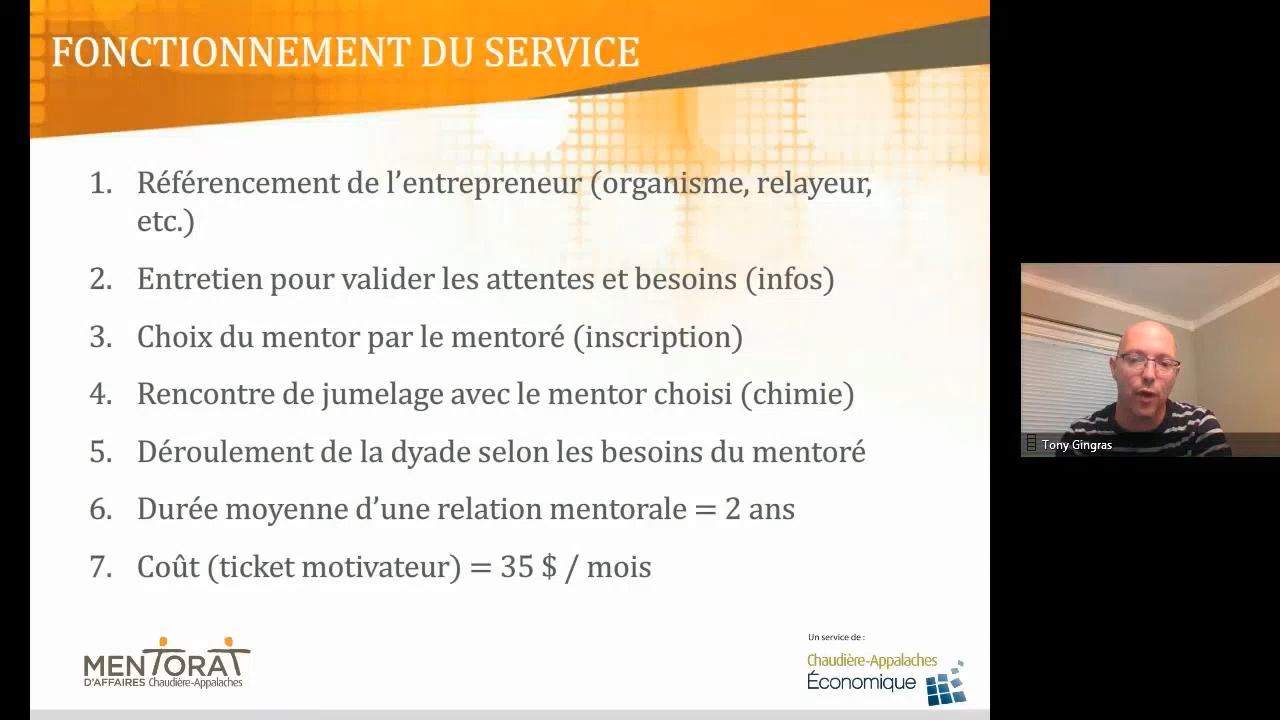 FONCTIONNEMENT DU SERVICE
1. Référencement de l’entrepreneur (organisme, relayeur,
etc.)
2. Entretien pour valider les attentes et besoins (infos)
3. Choix du mentor par le mentoré (inscription)
4. Rencontre de jumelage avec le mentor choisi (chimie)
5. Déroulement de la dyade selon les besoins du mentoré
6. Durée moyenne d’une relation mentorale = 2 ans
7. Coût (ticket motivateur) = 35 $ / mois
MENTORAT
D'AFFAIRES Chaudière-Appalaches
Un service de :
Chaudière-Appalaches
Économique
Tony Gingras